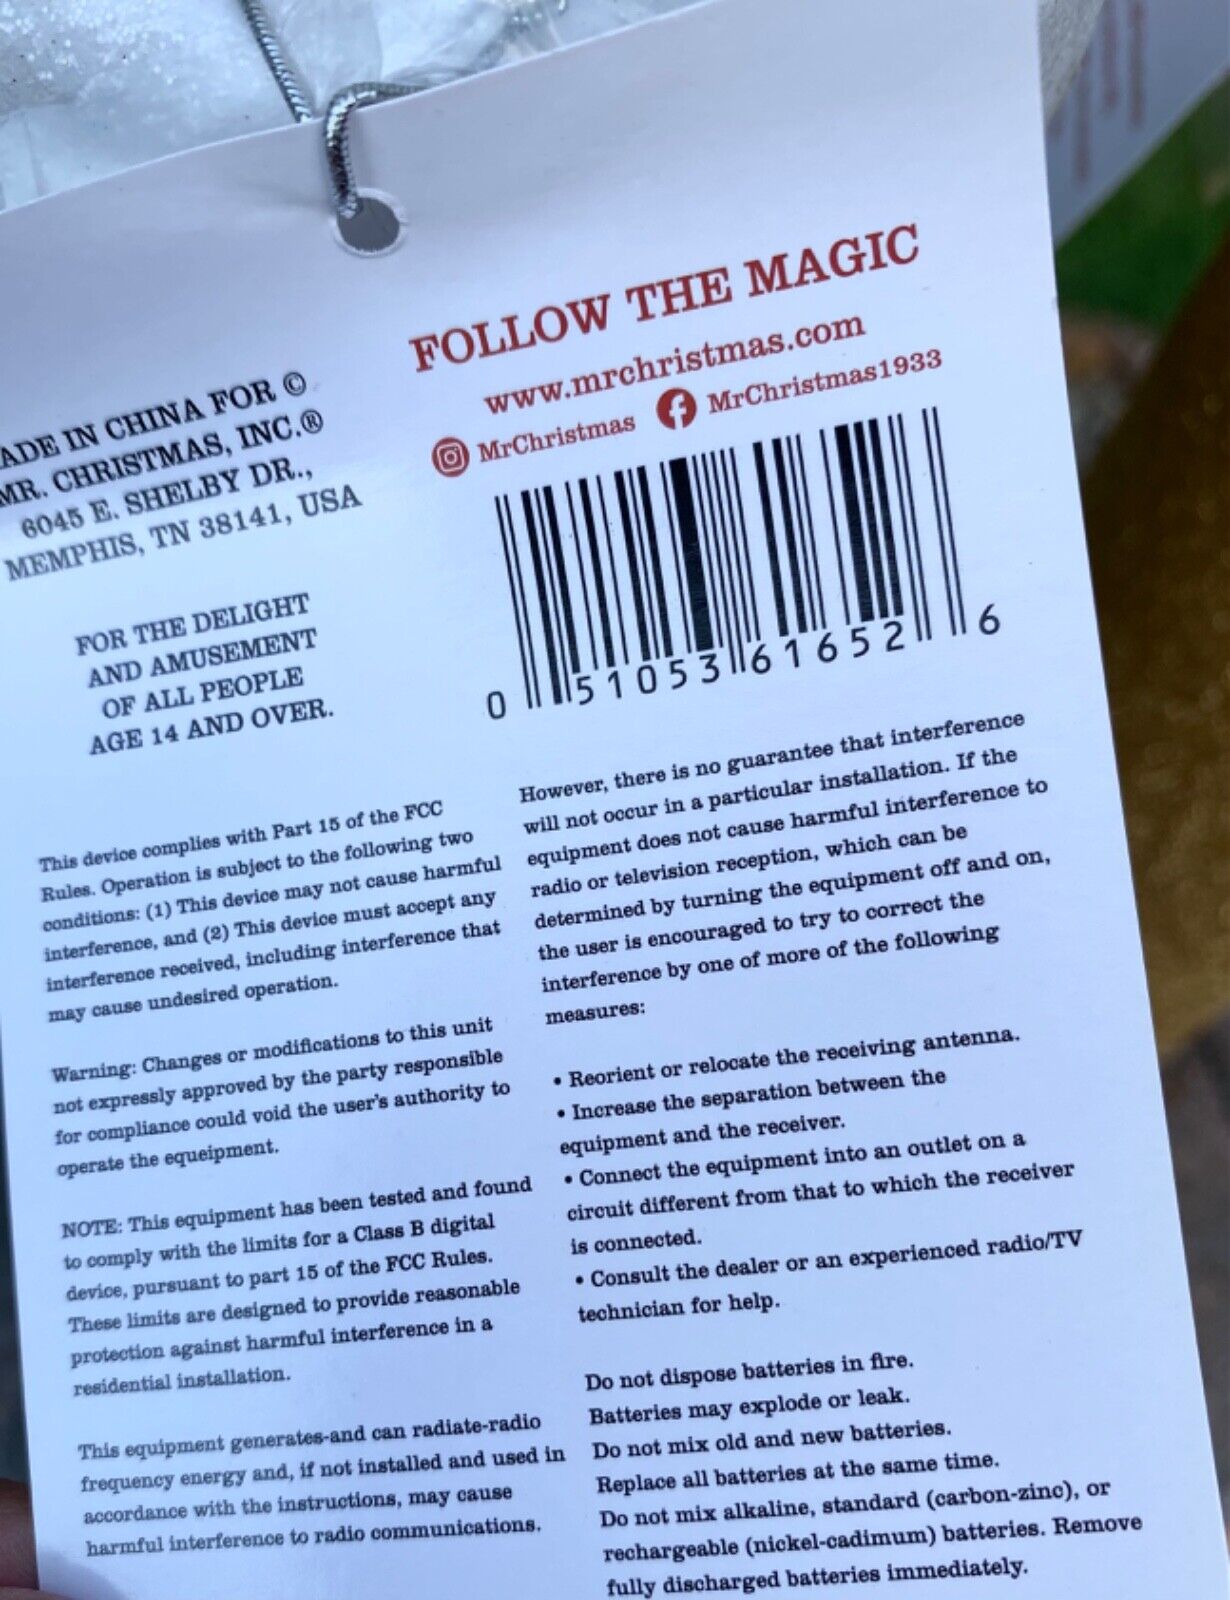 FOLLOW THE MAGIC
www.mrchristmas.com
MrChristmas MrChristmas1933
0 51053 61652 6
ADE IN CHINA FOR ©
MR. CHRISTMAS, INC.®
6045 E. SHELBY DR.,
MEMPHIS, TN 38141, USA
FOR THE DELIGHT
AND AMUSEMENT
OF ALL PEOPLE
AGE 14 AND OVER.
This device complies with Part 15 of the FCC
Rules. Operation is subject to the following two
conditions: (1) This device may not cause harmful
interference, and (2) This device must accept any
interference received, including interference that
may cause undesired operation.
Warning: Changes or modifications to this unit
not expressly approved by the party responsible
for compliance could void the user's authority to
operate the equeipment.
NOTE: This equipment has been tested and found
to comply with the limits for a Class B digital
device, pursuant to part 15 of the FCC Rules.
These limits are designed to provide reasonable
protection against harmful interference in a
residential installation.
This equipment generates-and can radiate-radio
frequency energy and, if not installed and used in
accordance with the instructions, may cause
harmful interference to radio communications.
However, there is no guarantee that interference
will not occur in a particular installation. If the
equipment does not cause harmful interference to
radio or television reception, which can be
determined by turning the equipment off and on,
the user is encouraged to try to correct the
interference by one of more of the following
measures:
• Reorient or relocate the receiving antenna.
• Increase the separation between the
equipment and the receiver.
• Connect the equipment into an outlet on a
circuit different from that to which the receiver
is connected.
• Consult the dealer or an experienced radio/TV
technician for help.
Do not dispose batteries in fire.
Batteries may explode or leak.
Do not mix old and new batteries.
Replace all batteries at the same time.
Do not mix alkaline, standard (carbon-zinc), or
rechargeable (nickel-cadimum) batteries. Remove
fully discharged batteries immediately.